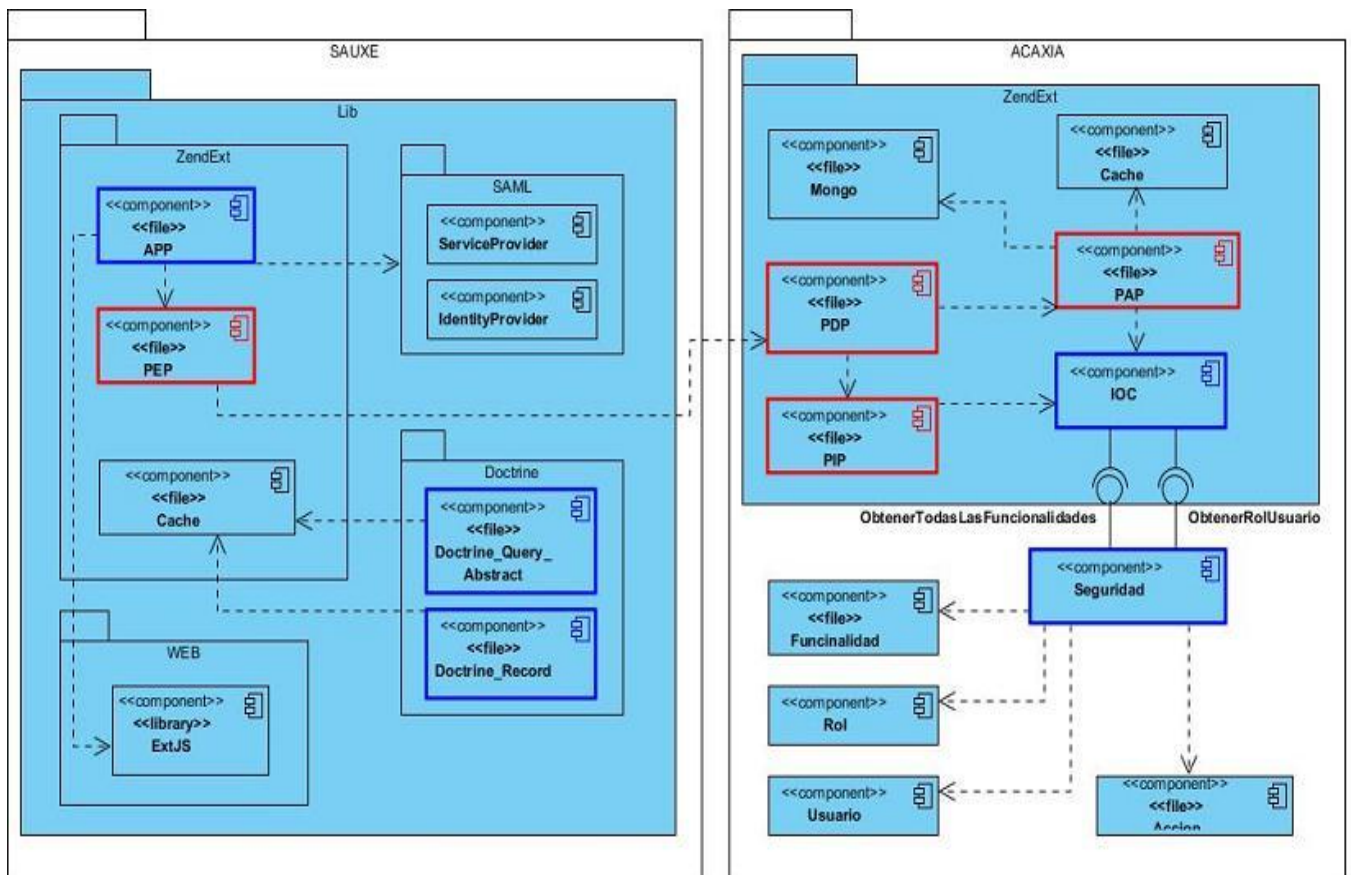 SAUXE
Lib
ZendExt
<<component>>
<<file>>
APP
<<component>>
<<file>>
PEP
<<component>>
<<file>>
Cache
SAML
<<component>>
ServiceProvider
<<component>>
IdentityProvider
Doctrine
<<component>>
<<file>>
Doctrine_Query_
Abstract
<<component>>
<<file>>
Doctrine_Record
WEB
<<component>>
<<library>>
ExtJS
ACAXIA
ZendExt
<<component>>
<<file>>
Mongo
<<component>>
<<file>>
Cache
<<component>>
<<file>>
PDP
<<component>>
<<file>>
PAP
<<component>>
<<file>>
PIP
<<component>>
IOC
ObtenerTodasLasFuncionalidades
ObtenerRolUsuario
<<component>>
Seguridad
<<component>>
<<file>>
Funcinalidad
<<component>>
Rol
<<component>>
Usuario
<<component>>
<<file>>
Accion